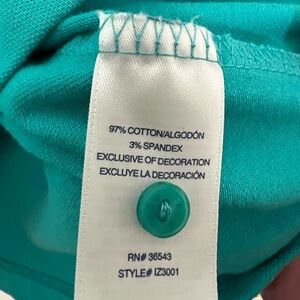 97% COTTON/ALGODÓN
3% SPANDEX
EXCLUSIVE OF DECORATION
EXCLUYE LA DECORACIÓN
RN# 36543
STYLE# IZ3001